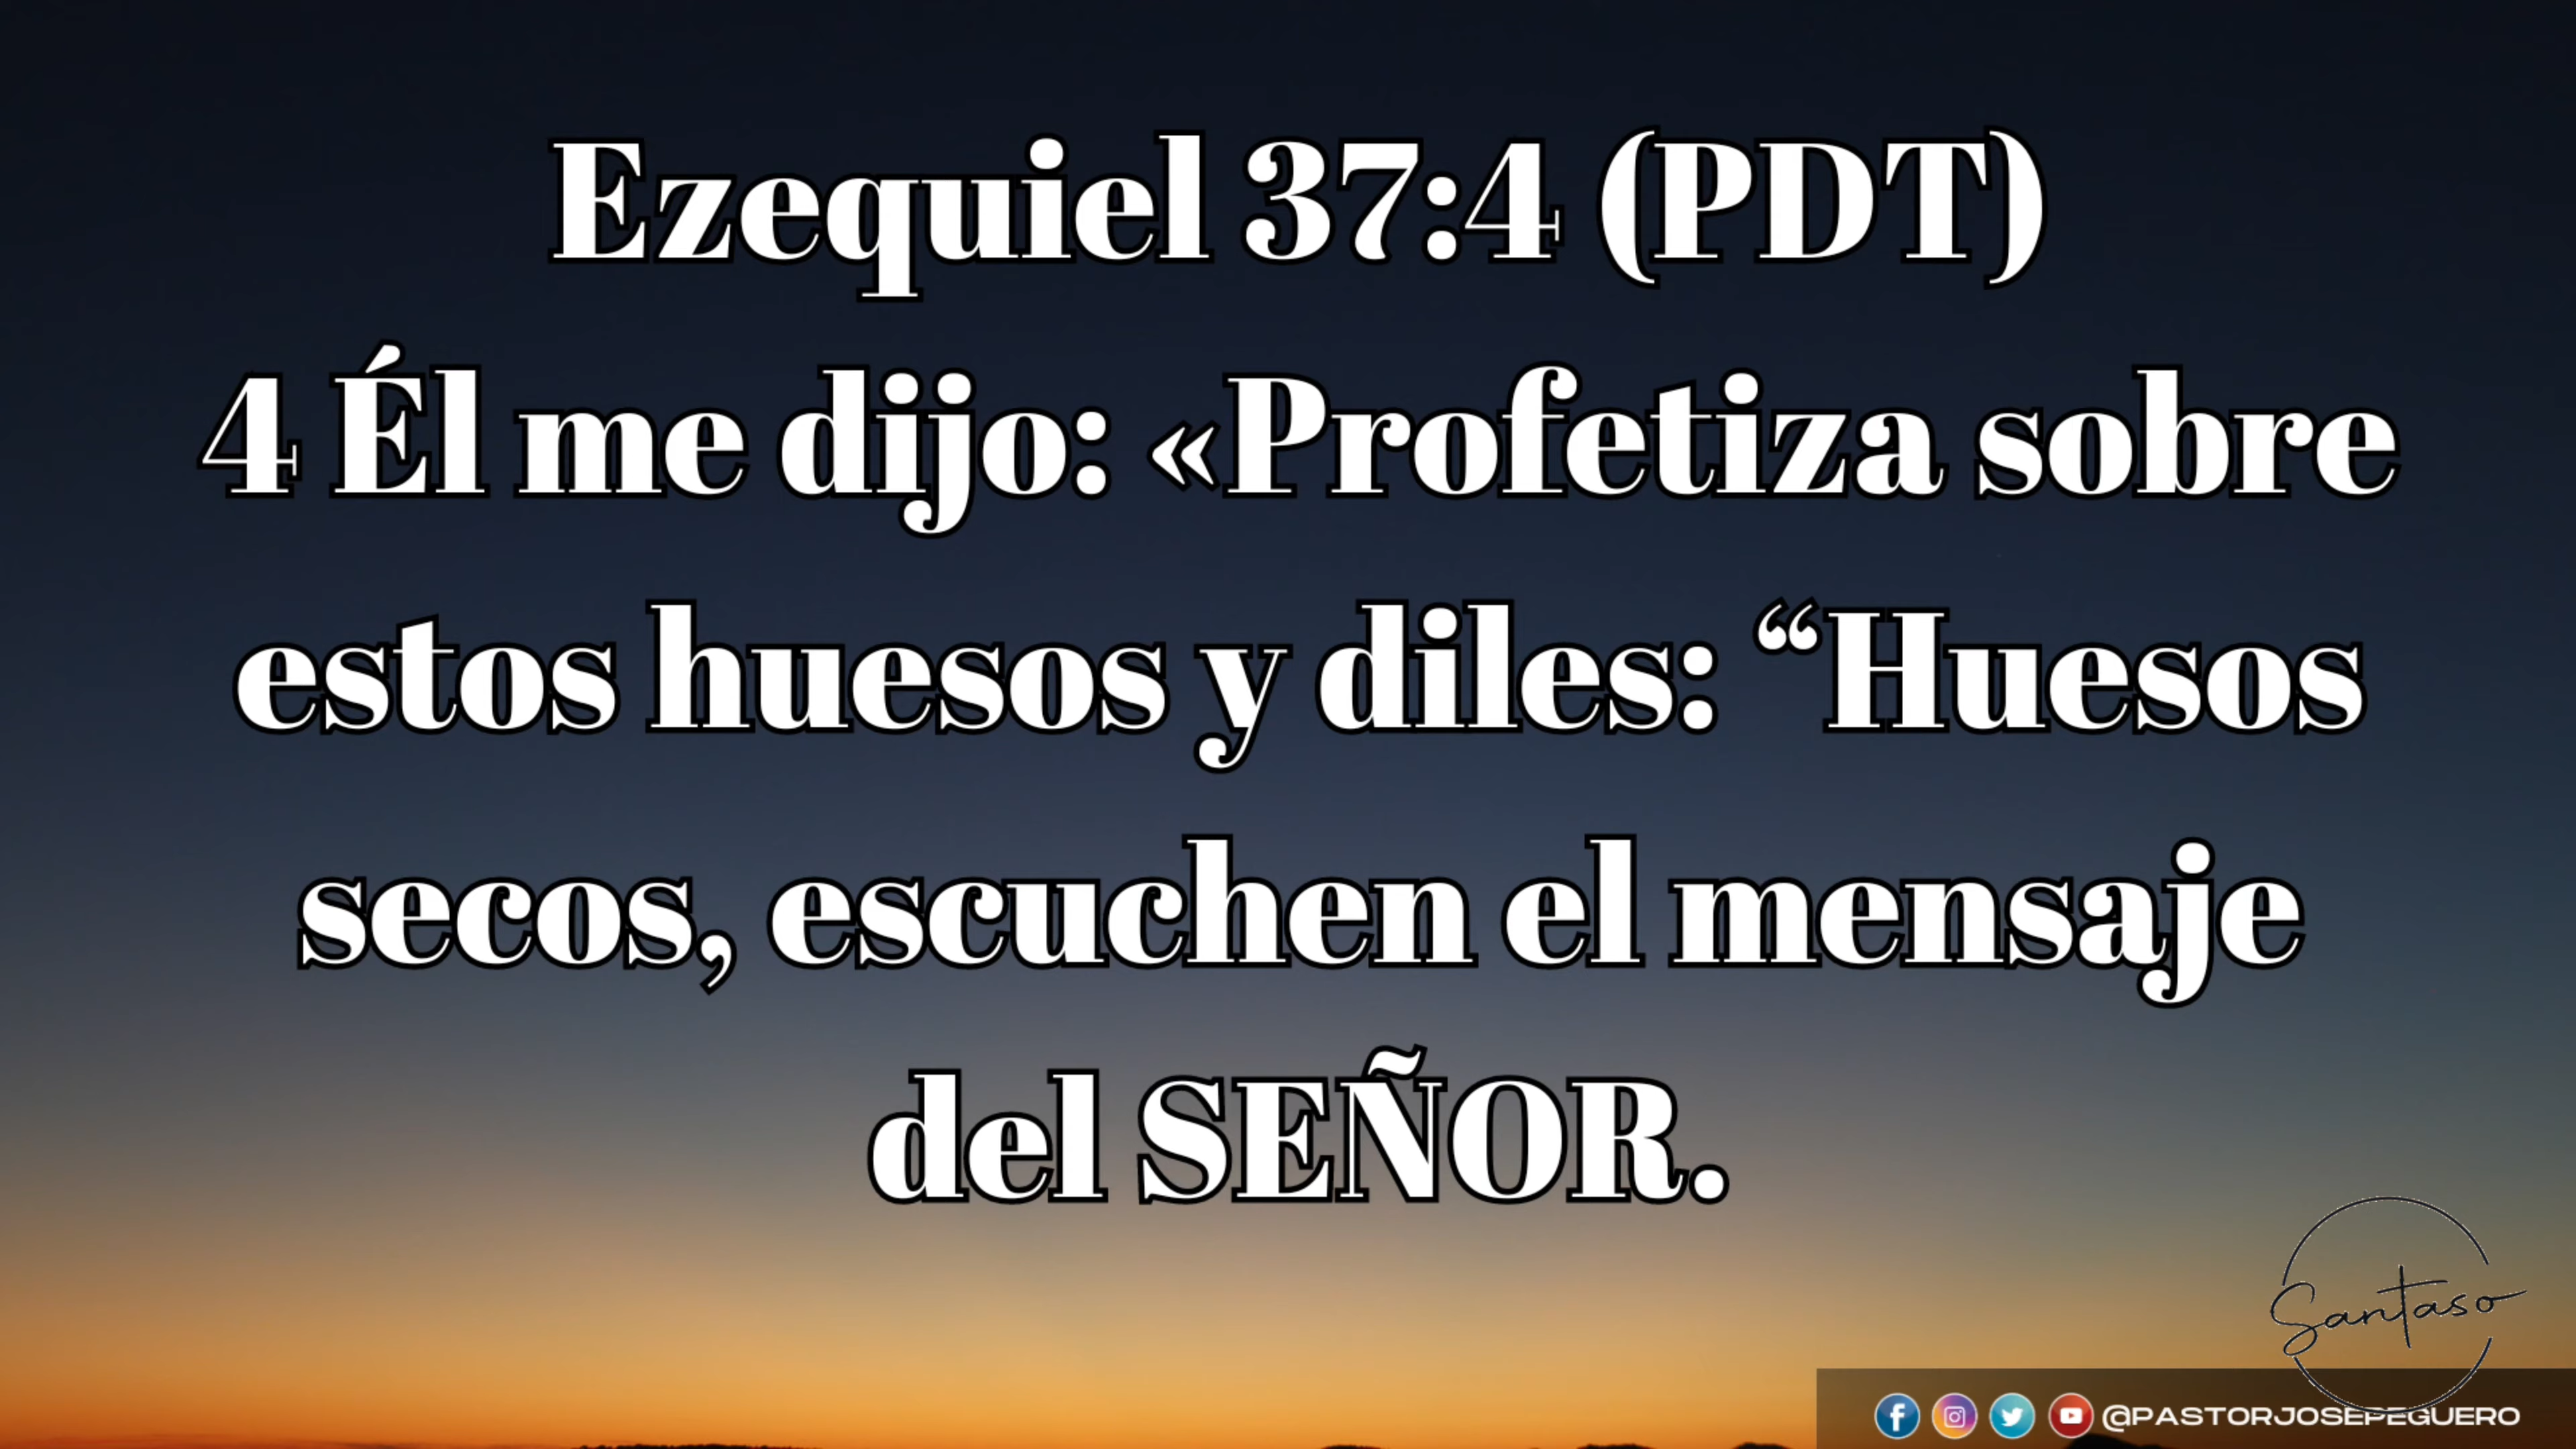 Ezequiel 37:4 (PDT)
4 Él me dijo: «Profetiza sobre
estos huesos y diles: “Huesos
secos, escuchen el mensaje
del SEÑOR.
Santaso
@PASTORJOSEPEGUERO